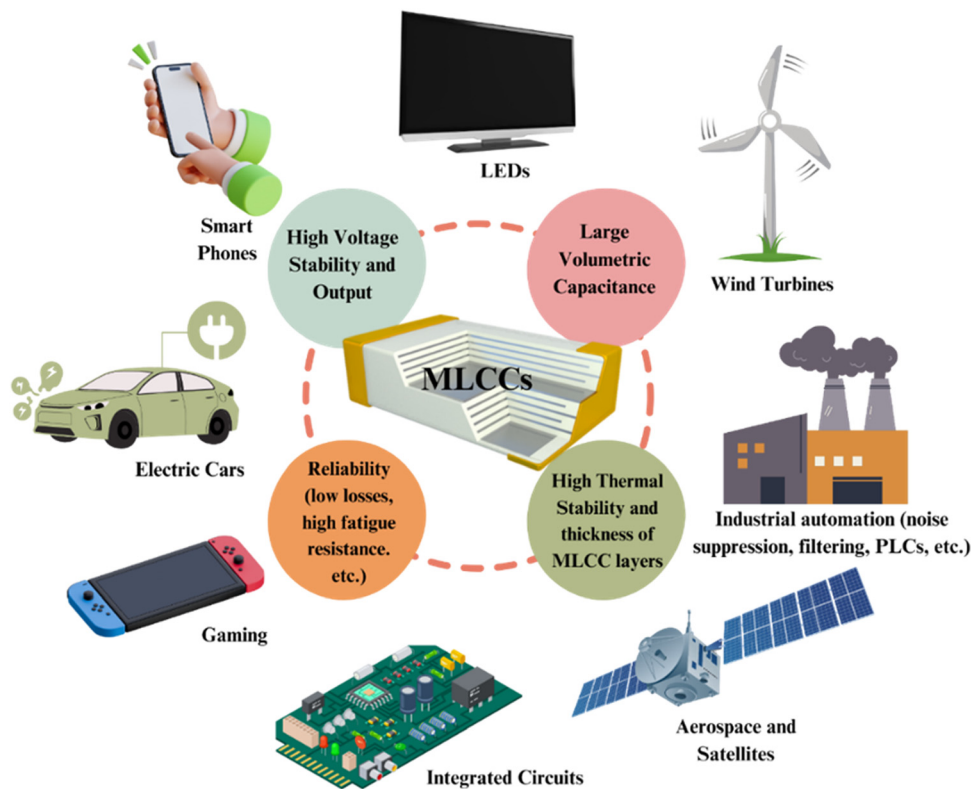 LEDs
Smart
Phones
High Voltage
Stability and
Output
Large
Volumetric
Capacitance
Wind Turbines
MLCCs
Electric Cars
Reliability
(low losses,
high fatigue
resistance.
etc.)
High Thermal
Stability and
thickness of
MLCC layers
Industrial automation (noise
suppression, filtering, PLCs, etc.)
Gaming
Aerospace and
Satellites
Integrated Circuits